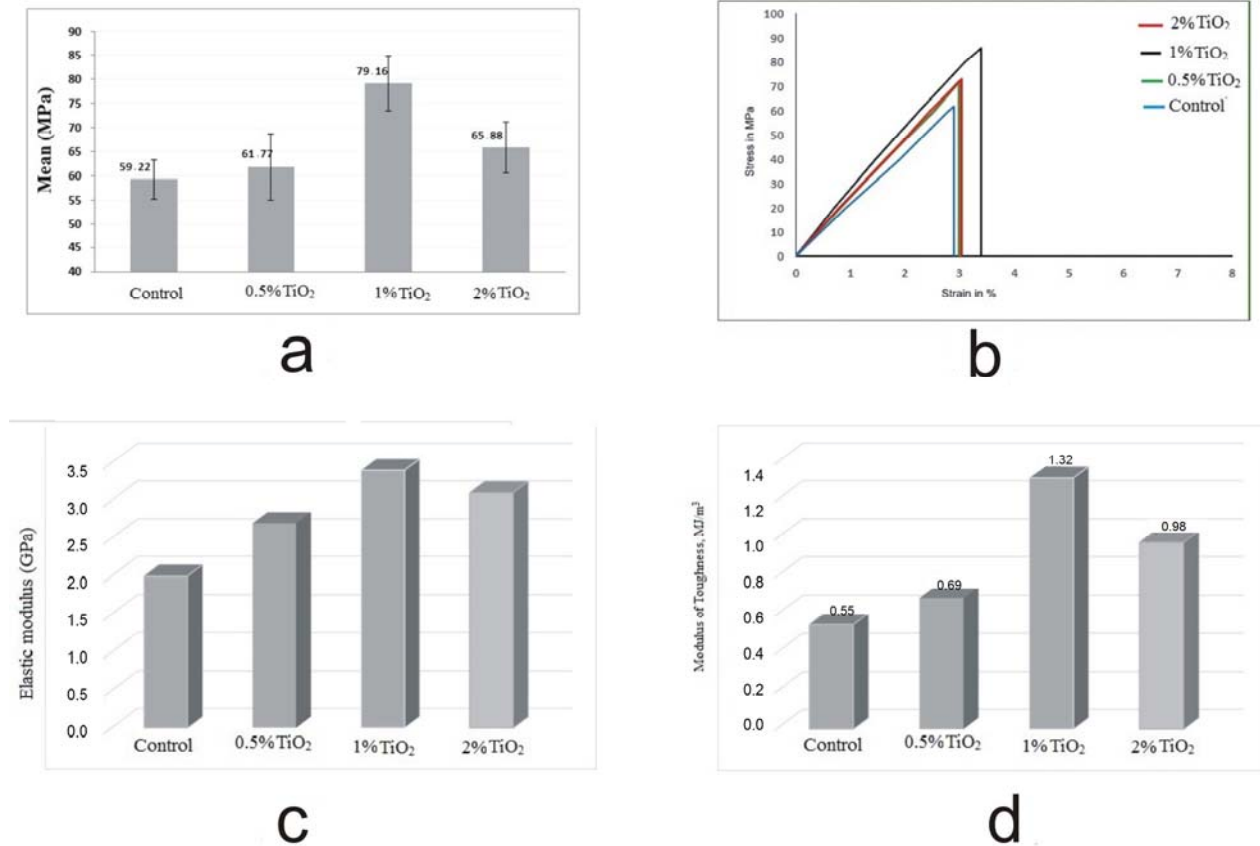 Mean (MPa)
90
85
80
75
70
65
60
55
50
45
40
59.22
61.77
79.16
65.88
Control
0.5%TiO₂
1%TiO₂
2%TiO₂
a
Stress in MPa
100
90
80
70
60
50
40
30
20
10
0
0 1 2 3 4 5 6 7 8
Strain in %
2%TiO₂
1%TiO₂
0.5%TiO₂
Control
b
Elastic modulus (GPa)
3.5
3.0
2.5
2.0
1.5
1.0
0.5
0.0
Control
0.5%TiO₂
1%TiO₂
2%TiO₂
c
Modulus of Toughness, MJ/m³
1.4
1.2
1.0
0.8
0.6
0.4
0.2
0.0
0.55
0.69
1.32
0.98
Control
0.5%TiO₂
1%TiO₂
2%TiO₂
d